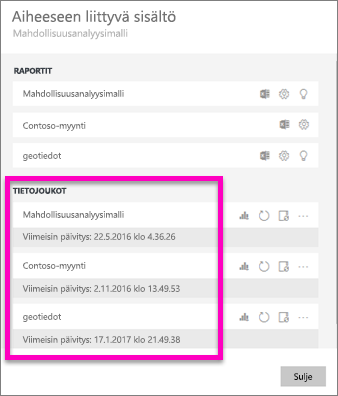 Aiheeseen liittyvä sisältö
Mahdollisuusanalyysimalli
RAPORTIT
Mahdollisuusanalyysimalli
Contoso-myynti
geotiedot
TIETOJOUKOT
Mahdollisuusanalyysimalli
Viimeisin päivitys: 22.5.2016 klo 4.36.26
Contoso-myynti
Viimeisin päivitys: 2.11.2016 klo 13.49.53
geotiedot
Viimeisin päivitys: 17.1.2017 klo 21.49.38
Sulje